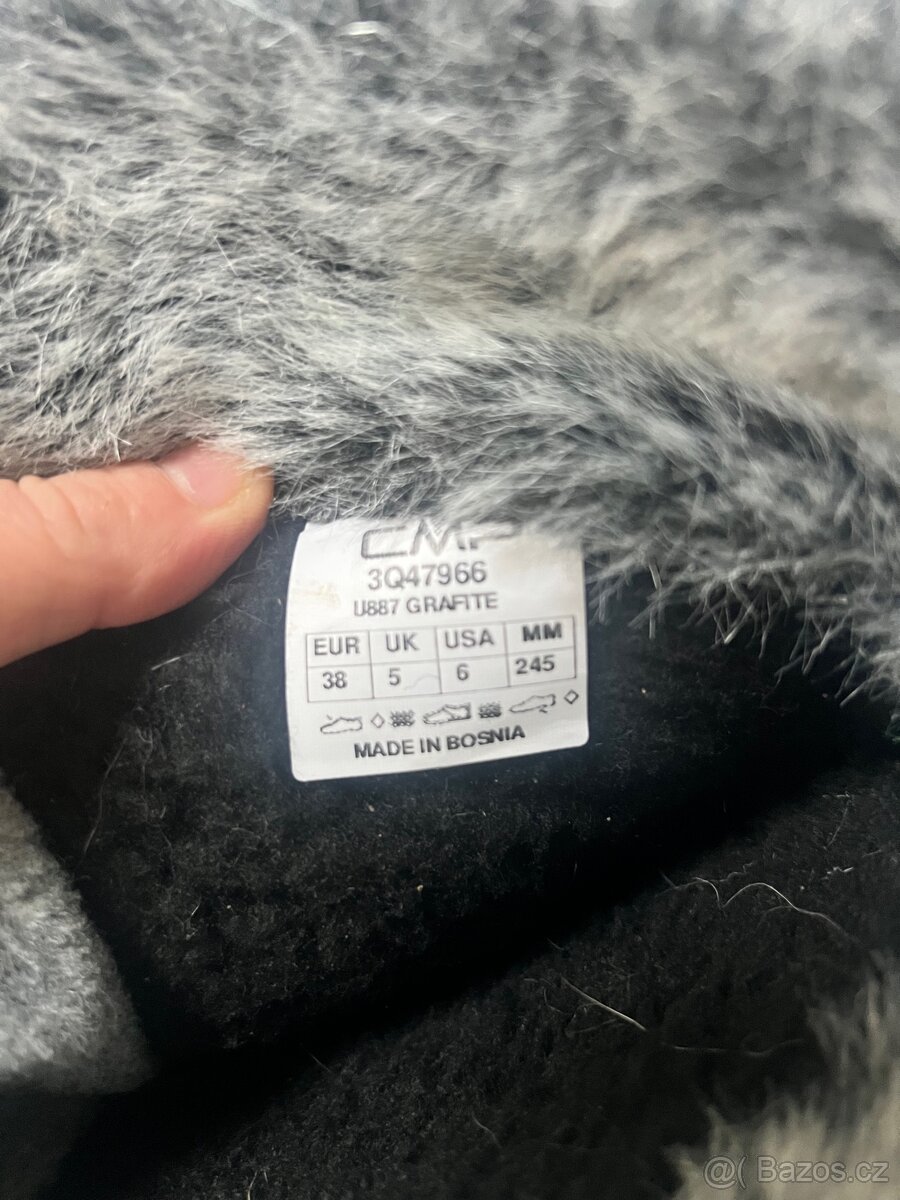 CMP
3Q47966
U887 GRAFITE
EUR UK USA MM
38 5 6 245
MADE IN BOSNIA
@( Bazos.cz